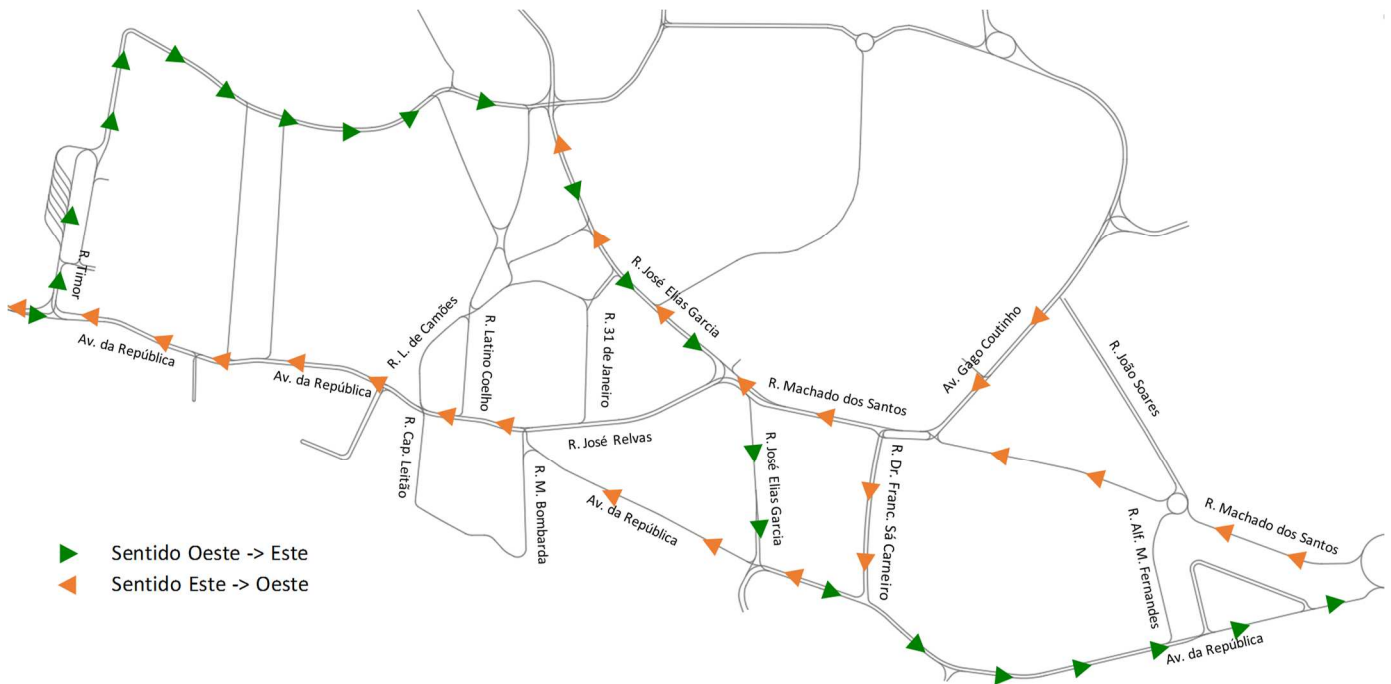 R. Timor
Av. da República
Av. da República
R. L. de Camões
R. Latino Coelho
R. Cap. Leitão
R. 31 de Janeiro
R. José Elias Garcia
R. José Relvas
R. M. Bombarda
Av. da República
R. Machado dos Santos
R. José Elias Garcia
R. Dr. Franc. Sá Carneiro
Av. Gago Coutinho
R. João Soares
R. Machado dos Santos
R. Alf. M. Fernandes
Av. da República
Sentido Oeste -> Este
Sentido Este -> Oeste